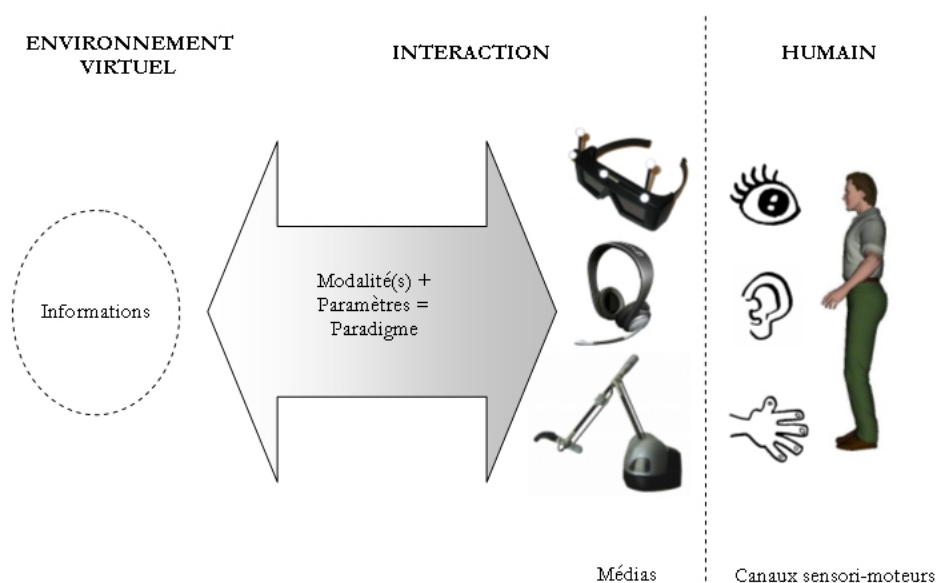 ENVIRONNEMENT
VIRTUEL
INTERACTION
HUMAIN
Informations
Modalité(s) +
Paramètres =
Paradigme
Médias
Canaux sensori-moteurs